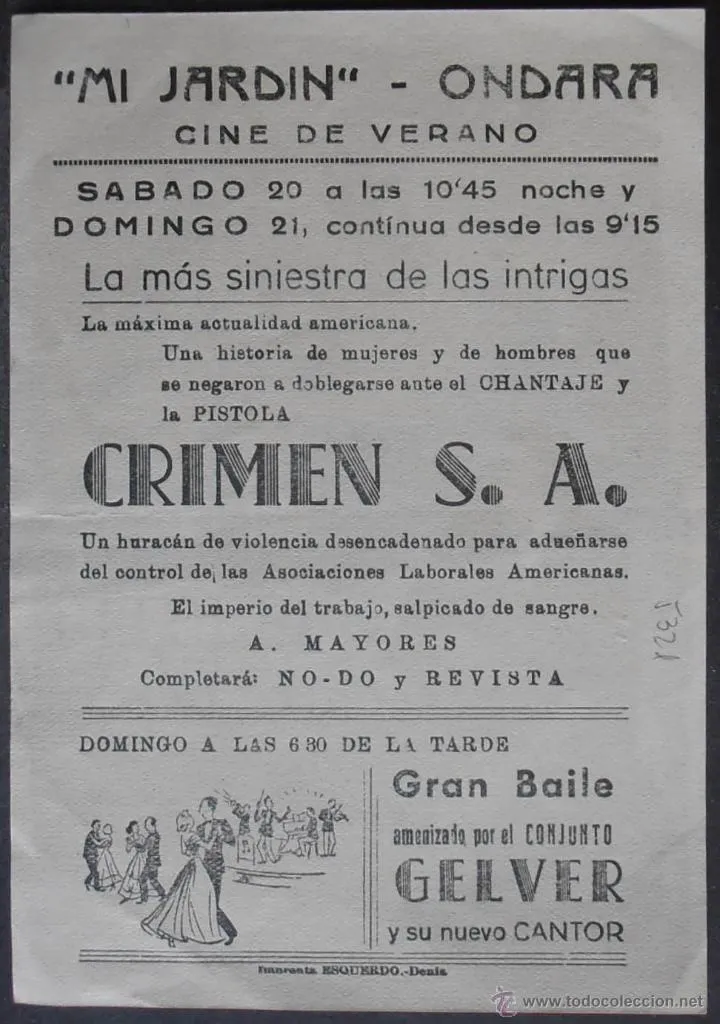 "MI JARDIN" - ONDARA
CINE DE VERANO
SABADO 20 a las 10'45 noche y
DOMINGO 21, contínua desde las 9'15
La más siniestra de las intrigas
La máxima actualidad americana.
Una historia de mujeres y de hombres que
se negaron a doblegarse ante el CHANTAJE y
la PISTOLA
CRIMEN S. A.
Un huracán de violencia desencadenado para adueñarse
del control de las Asociaciones Laborales Americanas.
El imperio del trabajo, salpicado de sangre.
A. MAYORES
Completará: NO-DO y REVISTA
DOMINGO A LAS 6 30 DE LA TARDE
Gran Baile
amenizado por el CONJUNTO
GELVER
y su nuevo CANTOR
Imprenta ESQUERDO.-Denia
www.todocoleccion.net